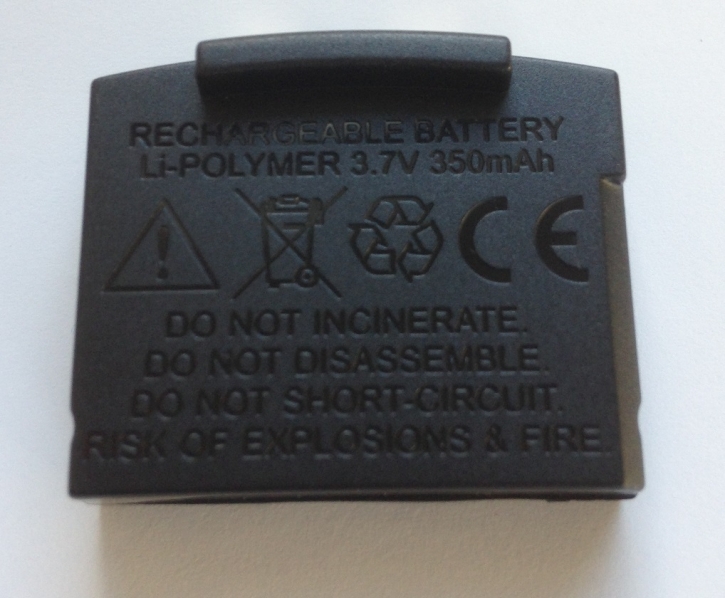 RECHARGEABLE BATTERY
Li-POLYMER 3.7V 350mAh
CE
DO NOT INCINERATE.
DO NOT DISASSEMBLE.
DO NOT SHORT-CIRCUIT.
RISK OF EXPLOSIONS & FIRE.